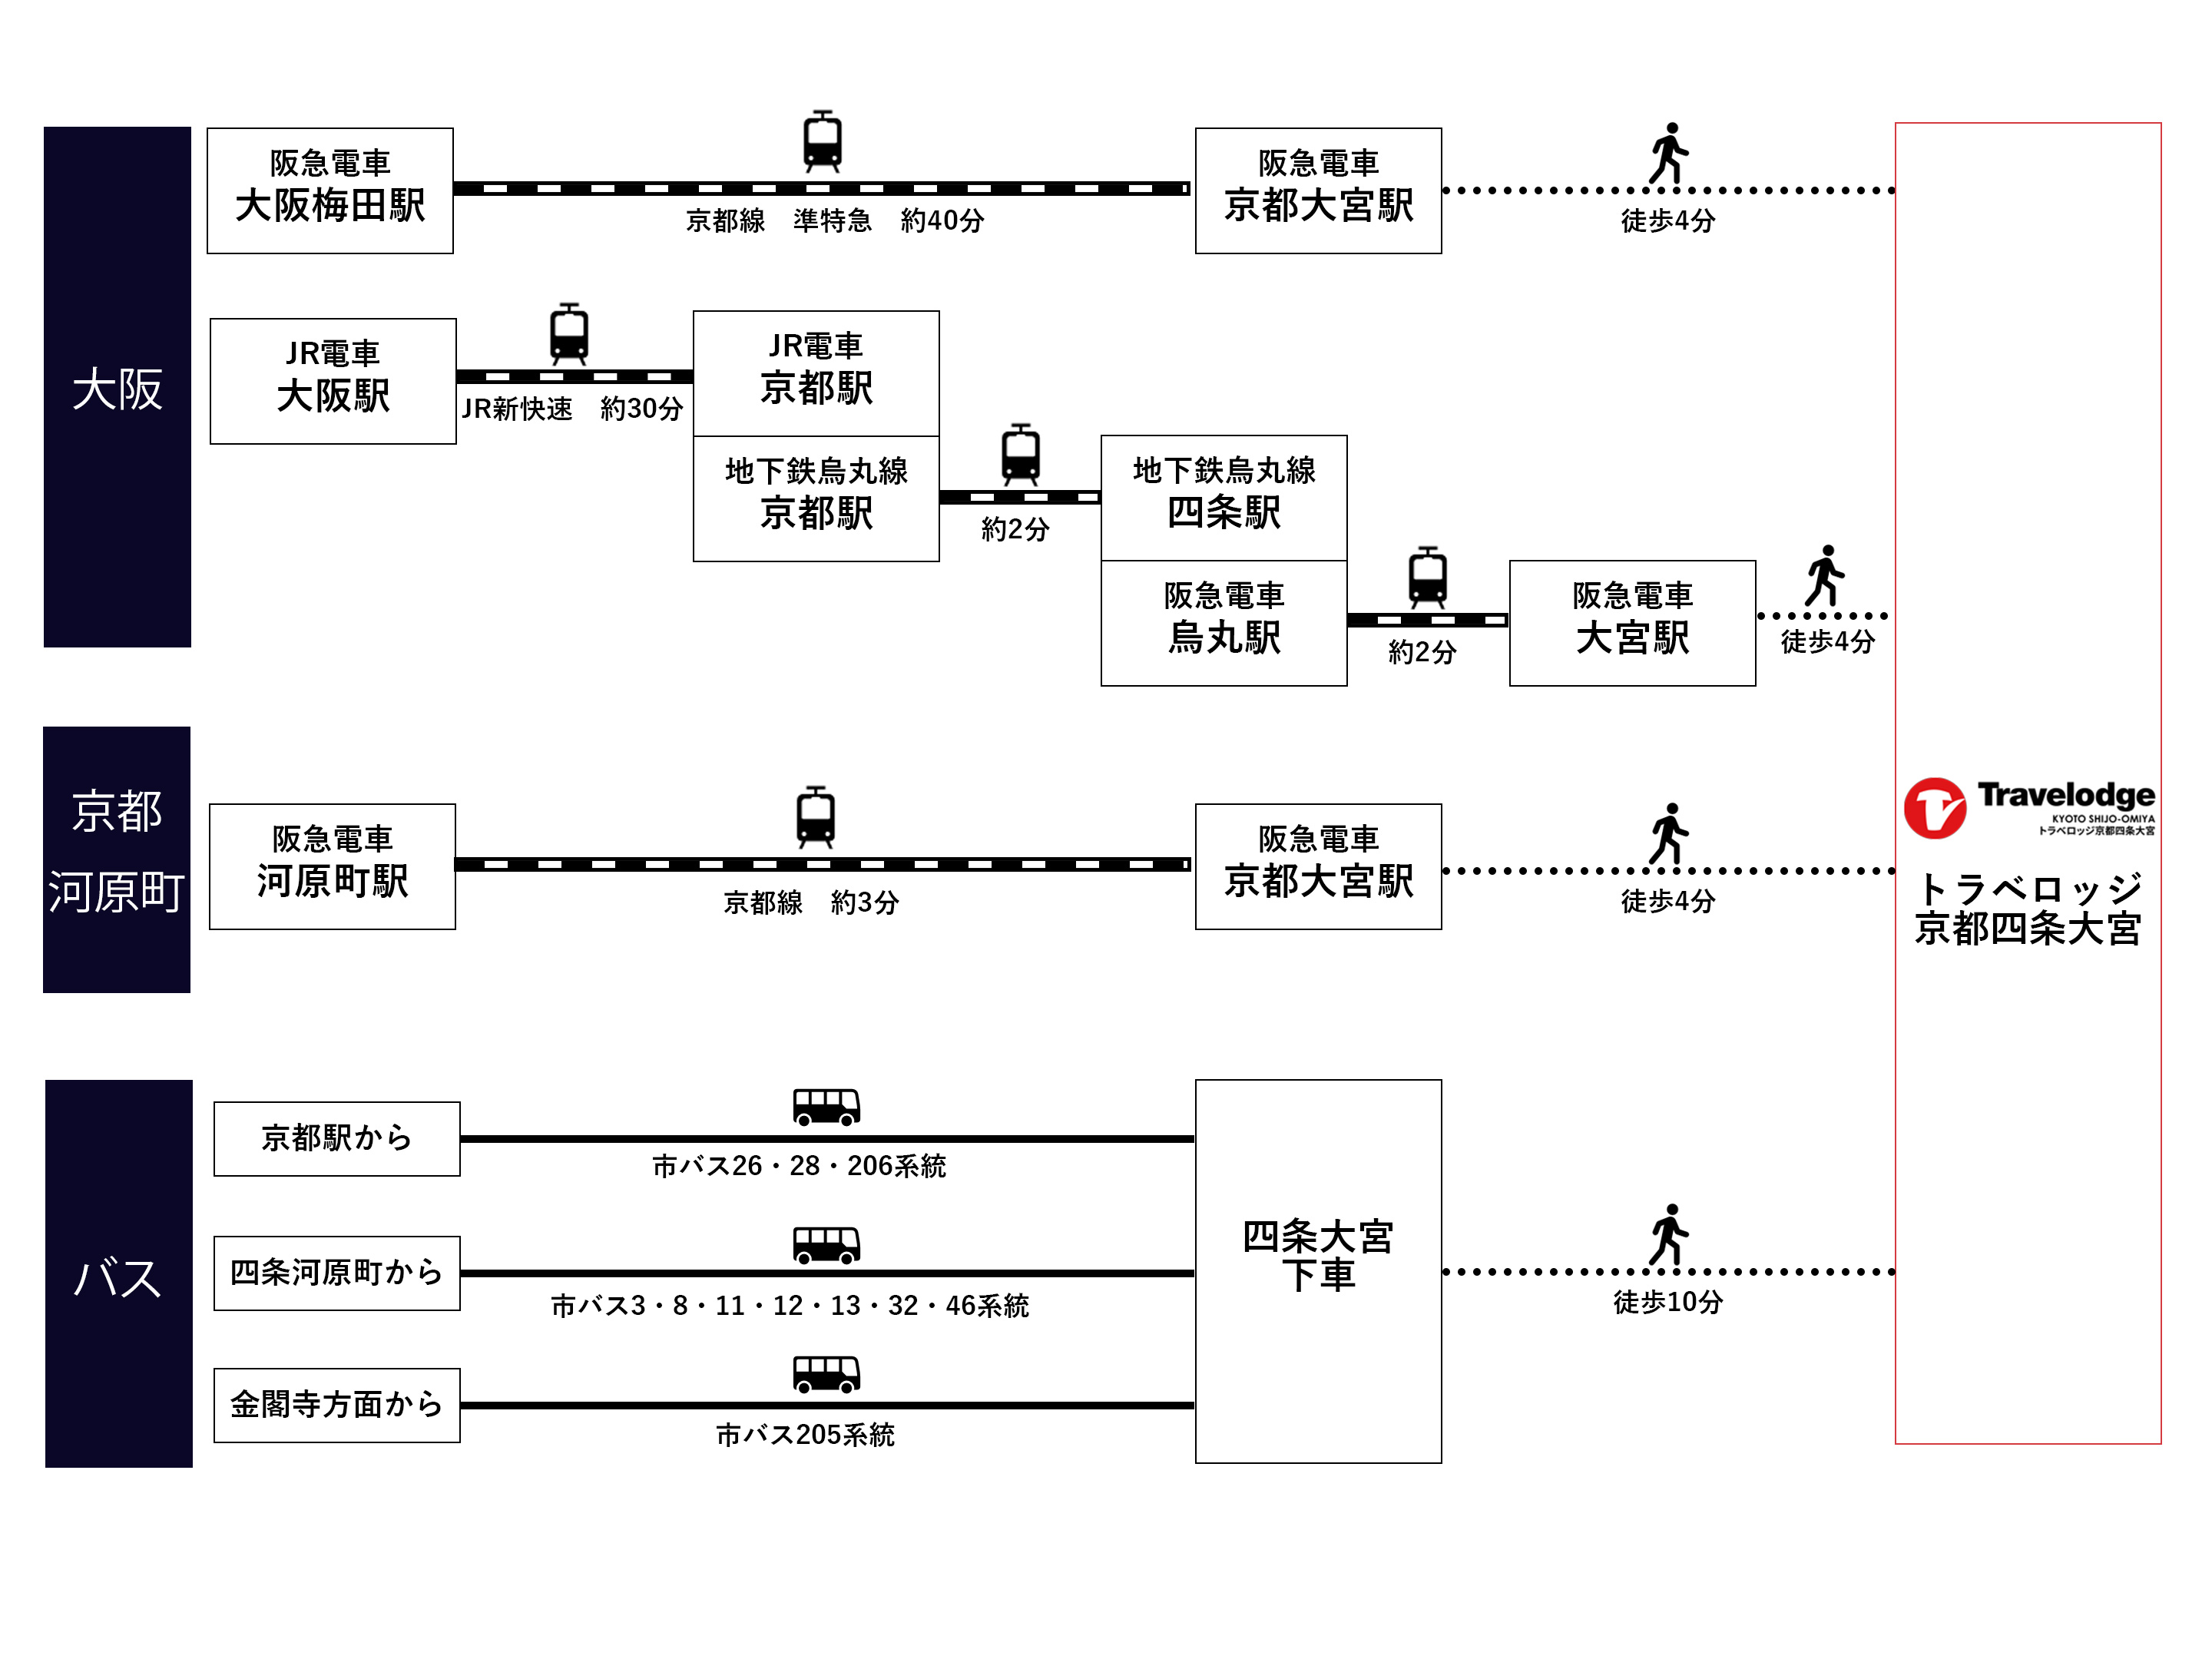 大阪
阪急電車
大阪梅田駅
京都線　準特急　約40分
阪急電車
京都大宮駅
徒歩4分
JR電車
大阪駅
JR新快速　約30分
JR電車
京都駅
地下鉄烏丸線
京都駅
約2分
地下鉄烏丸線
四条駅
阪急電車
烏丸駅
約2分
阪急電車
大宮駅
徒歩4分
京都
河原町
阪急電車
河原町駅
京都線　約3分
阪急電車
京都大宮駅
徒歩4分
Travelodge
KYOTO SHIJO-OMIYA
トラベロッジ京都四条大宮
トラベロッジ
京都四条大宮
バス
京都駅から
市バス26・28・206系統
四条河原町から
市バス3・8・11・12・13・32・46系統
金閣寺方面から
市バス205系統
四条大宮
下車
徒歩10分